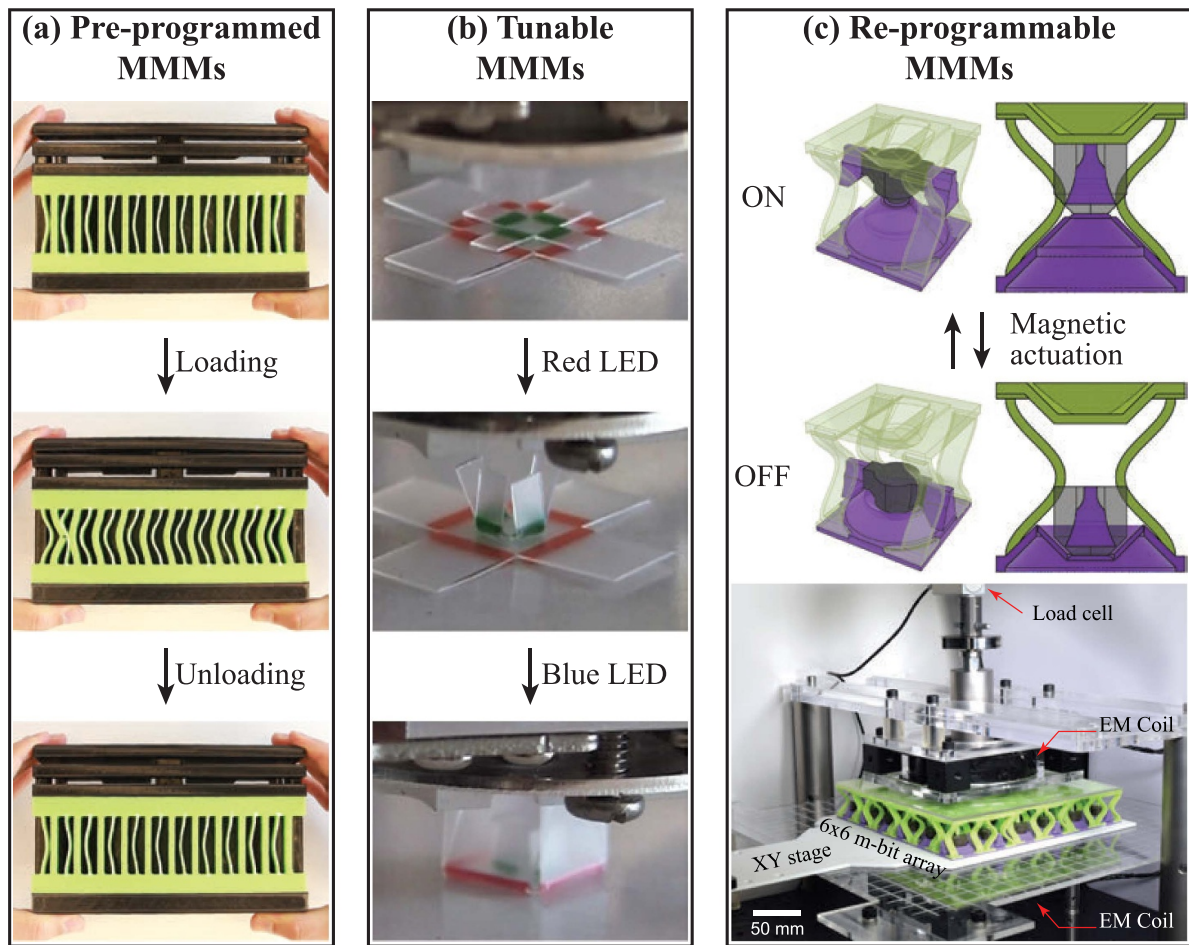 (a) Pre-programmed
MMMs
Loading
Unloading
(b) Tunable
MMMs
Red LED
Blue LED
(c) Re-programmable
MMMs
ON
Magnetic
actuation
OFF
Load cell
EM Coil
6x6 m-bit array
XY stage
50 mm
EM Coil